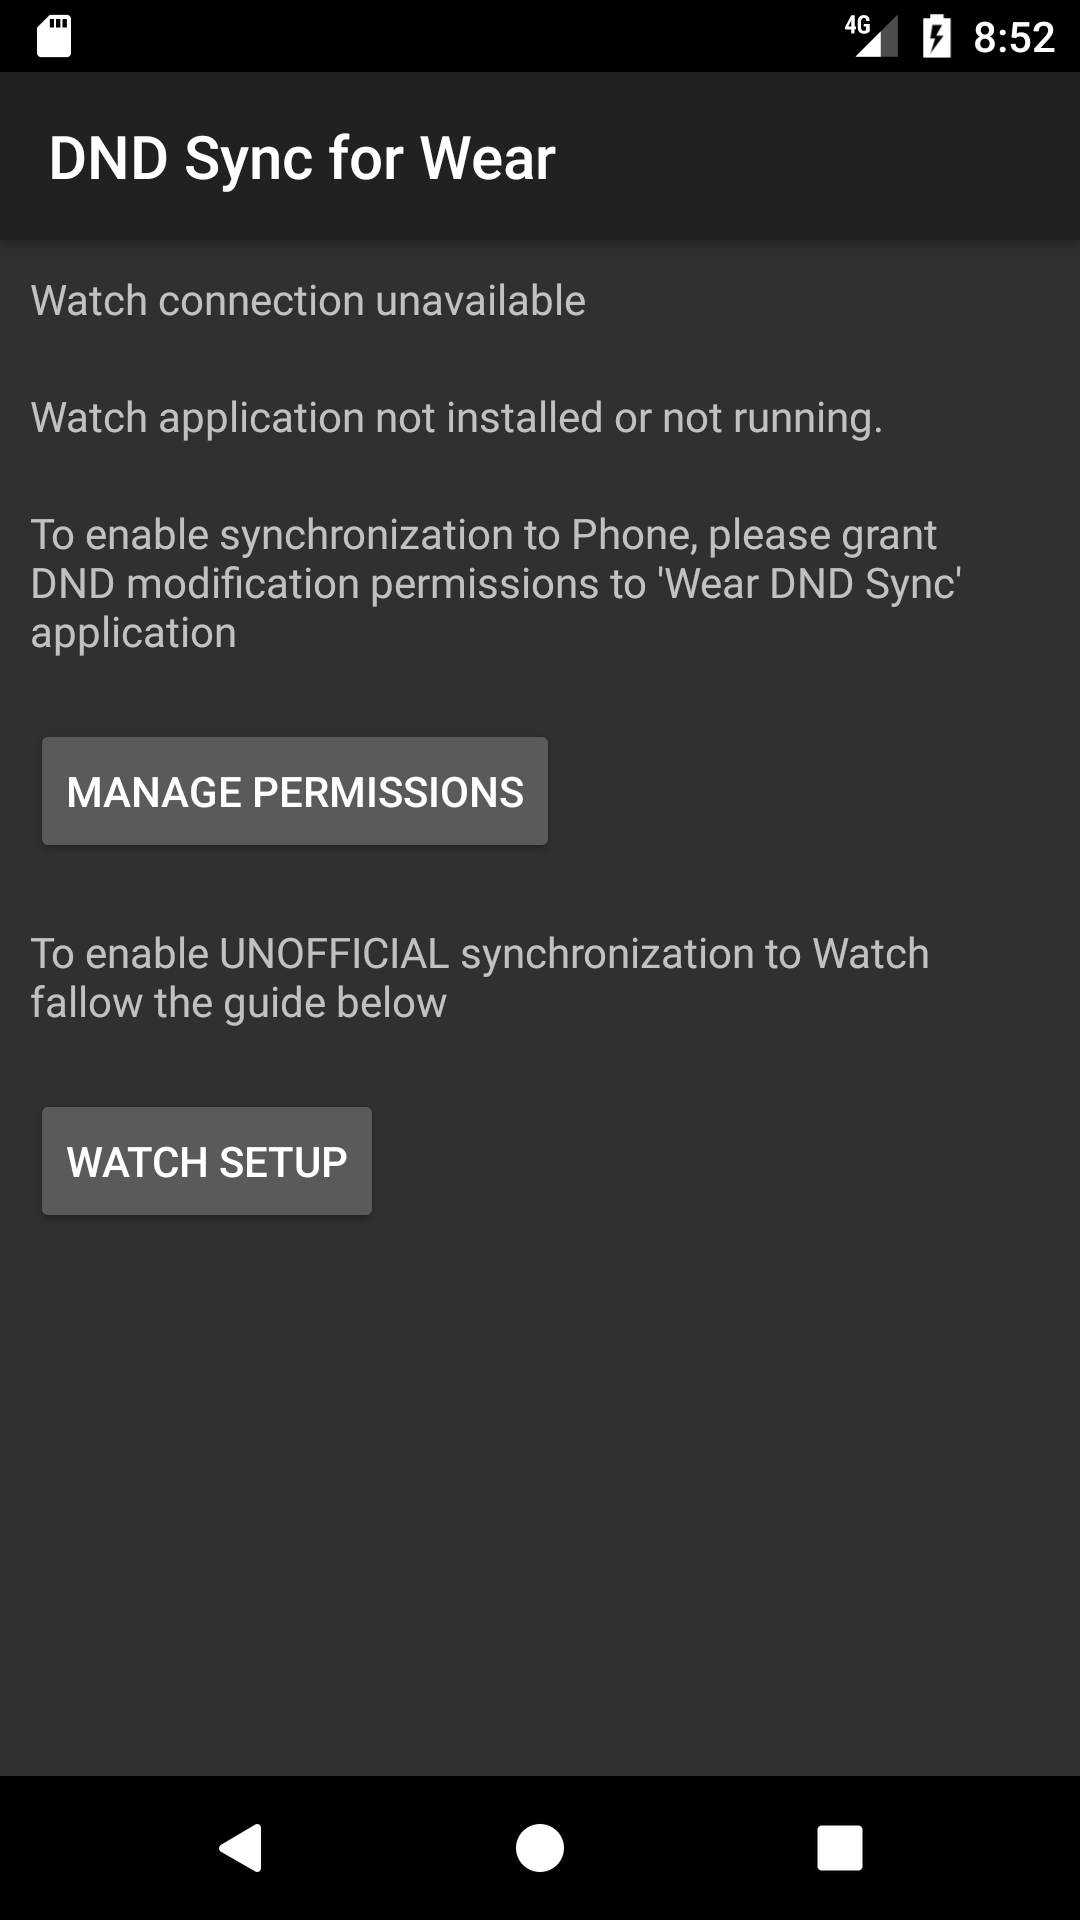 4G 8:52
DND Sync for Wear
Watch connection unavailable
Watch application not installed or not running.
To enable synchronization to Phone, please grant
DND modification permissions to 'Wear DND Sync'
application
MANAGE PERMISSIONS
To enable UNOFFICIAL synchronization to Watch
fallow the guide below
WATCH SETUP